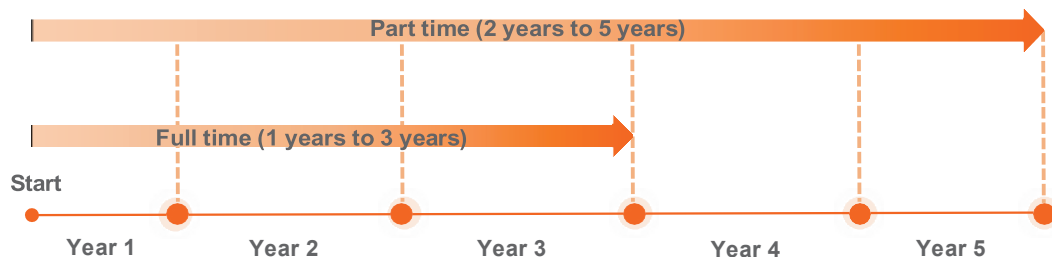 Part time (2 years to 5 years)
Full time (1 years to 3 years)
Start
Year 1
Year 2
Year 3
Year 4
Year 5